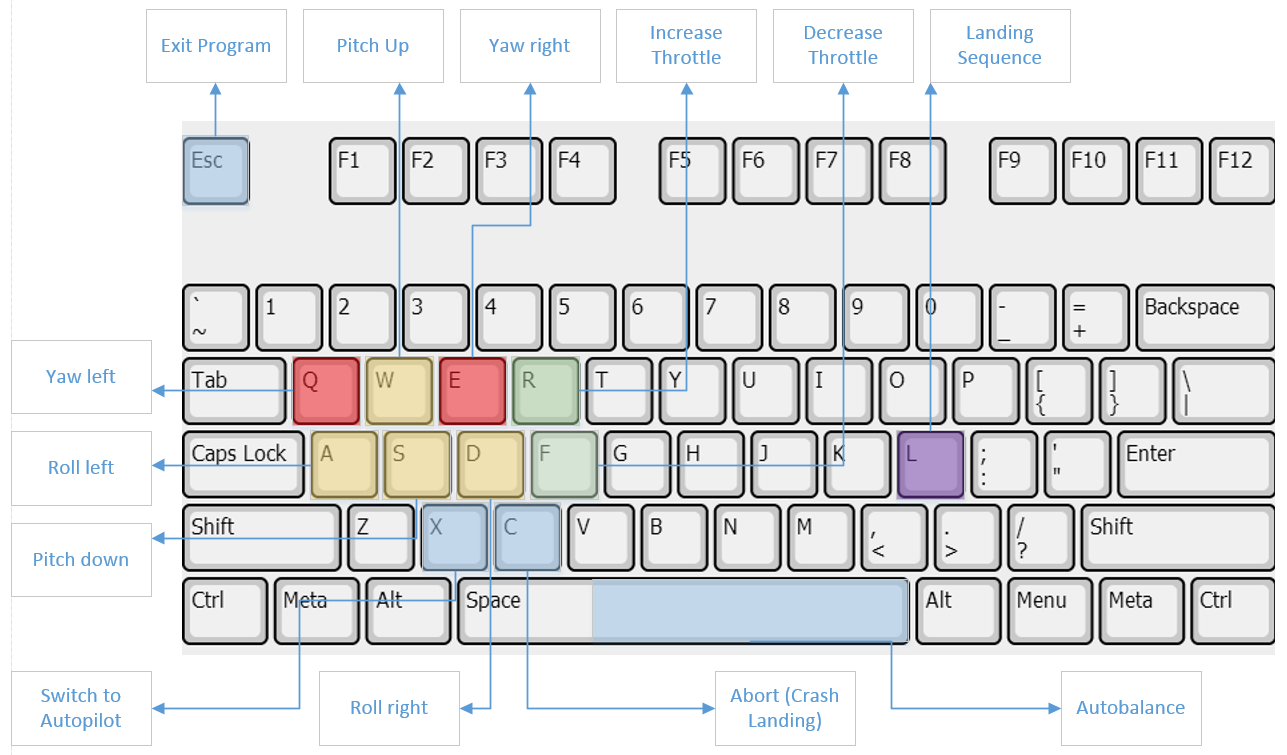 Exit Program
Pitch Up
Yaw right
Increase
Throttle
Decrease
Throttle
Landing
Sequence
Esc F1 F2 F3 F4 F5 F6 F7 F8 F9 F10 F11 F12
` 1 2 3 4 5 6 7 8 9 0 - = Backspace
~ _ +
Yaw left
Tab Q W E R T Y U I O P [ ] \
{ } |
Roll left
Caps Lock A S D F G H J K L ; ' Enter
: "
Pitch down
Shift Z X C V B N M , . / Shift
< > ?
Ctrl Meta Alt Space Alt Menu Meta Ctrl
Switch to
Autopilot
Roll right
Abort (Crash
Landing)
Autobalance